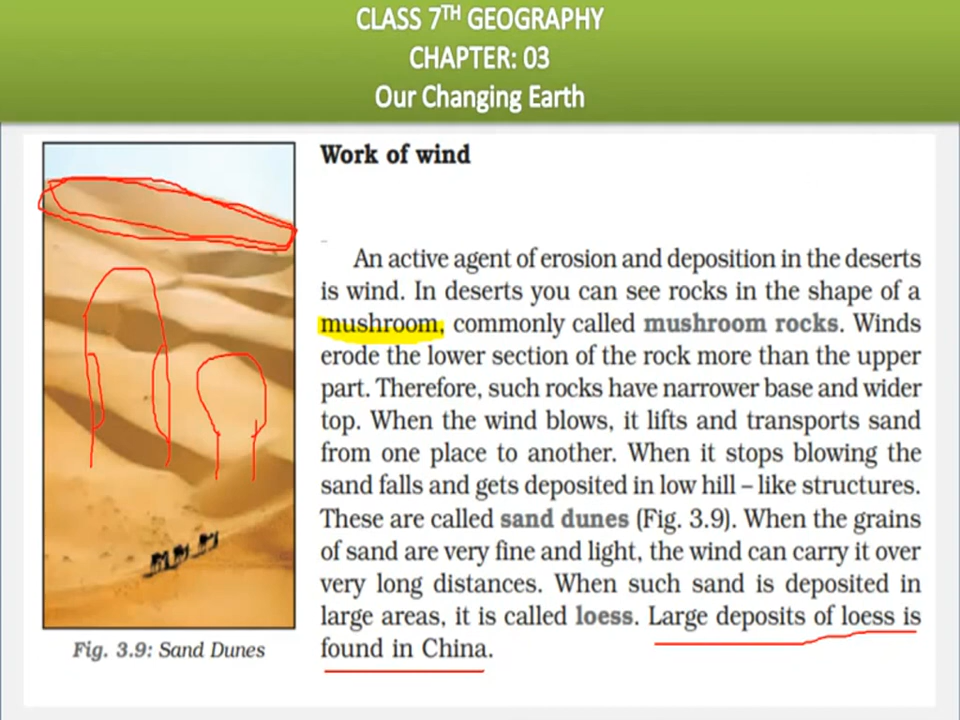 CLASS 7TH GEOGRAPHY
CHAPTER: 03
Our Changing Earth
Work of wind
An active agent of erosion and deposition in the deserts
is wind. In deserts you can see rocks in the shape of a
mushroom, commonly called mushroom rocks. Winds
erode the lower section of the rock more than the upper
part. Therefore, such rocks have narrower base and wider
top. When the wind blows, it lifts and transports sand
from one place to another. When it stops blowing the
sand falls and gets deposited in low hill – like structures.
These are called sand dunes (Fig. 3.9). When the grains
of sand are very fine and light, the wind can carry it over
very long distances. When such sand is deposited in
large areas, it is called loess. Large deposits of loess is
found in China.
Fig. 3.9: Sand Dunes